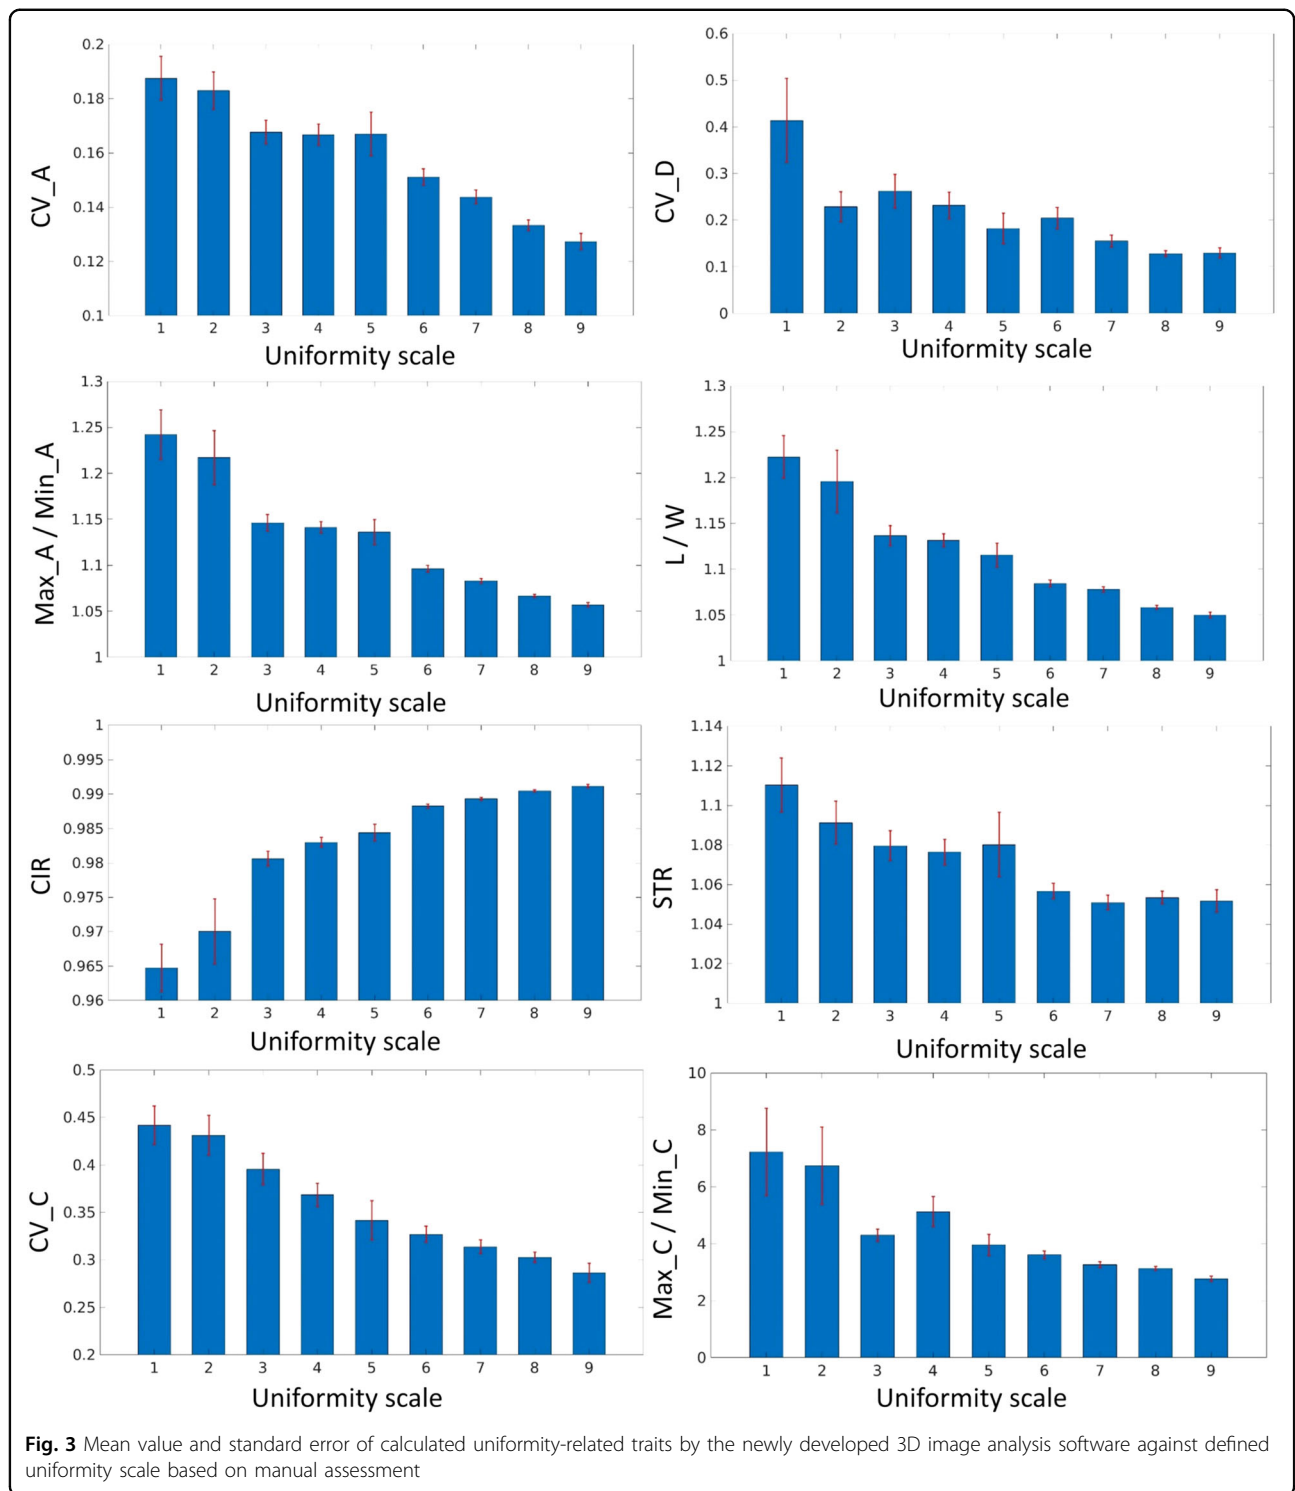 0.2
0.18
0.16
0.14
0.12
0.1
CV_A
1 2 3 4 5 6 7 8 9
Uniformity scale
0.6
0.5
0.4
0.3
0.2
0.1
0
CV_D
1 2 3 4 5 6 7 8 9
Uniformity scale
1.3
1.25
1.2
1.15
1.1
1.05
1
Max_A / Min_A
1 2 3 4 5 6 7 8 9
Uniformity scale
1.3
1.25
1.2
1.15
1.1
1.05
1
L / W
1 2 3 4 5 6 7 8 9
Uniformity scale
1
0.995
0.99
0.985
0.98
0.975
0.97
0.965
0.96
CIR
1 2 3 4 5 6 7 8 9
Uniformity scale
1.14
1.12
1.1
1.08
1.06
1.04
1.02
1
STR
1 2 3 4 5 6 7 8 9
Uniformity scale
0.5
0.45
0.4
0.35
0.3
0.25
0.2
CV_C
1 2 3 4 5 6 7 8 9
Uniformity scale
10
8
6
4
2
0
Max_C / Min_C
1 2 3 4 5 6 7 8 9
Uniformity scale
Fig. 3 Mean value and standard error of calculated uniformity-related traits by the newly developed 3D image analysis software against defined
uniformity scale based on manual assessment